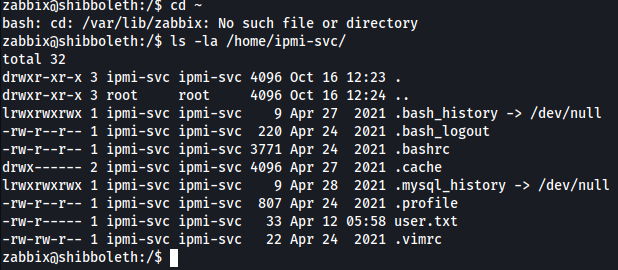 zabbix@shibboleth:/$ cd ~
bash: cd: /var/lib/zabbix: No such file or directory
zabbix@shibboleth:/$ ls -la /home/ipmi-svc/
total 32
drwxr-xr-x 3 ipmi-svc ipmi-svc 4096 Oct 16 12:23 .
drwxr-xr-x 3 root     root     4096 Oct 16 12:24 ..
lrwxrwxrwx 1 ipmi-svc ipmi-svc    9 Apr 27  2021 .bash_history -> /dev/null
-rw-r--r-- 1 ipmi-svc ipmi-svc  220 Apr 24  2021 .bash_logout
-rw-r--r-- 1 ipmi-svc ipmi-svc 3771 Apr 24  2021 .bashrc
drwx------ 2 ipmi-svc ipmi-svc 4096 Oct 16 12:24 .cache
lrwxrwxrwx 1 ipmi-svc ipmi-svc    9 Apr 28  2021 .mysql_history -> /dev/null
-rw-r--r-- 1 ipmi-svc ipmi-svc  807 Apr 24  2021 .profile
-rw-r----- 1 ipmi-svc ipmi-svc   33 Apr 12 05:58 user.txt
-rw-rw-r-- 1 ipmi-svc ipmi-svc   22 Apr 24  2021 .vimrc
zabbix@shibboleth:/$